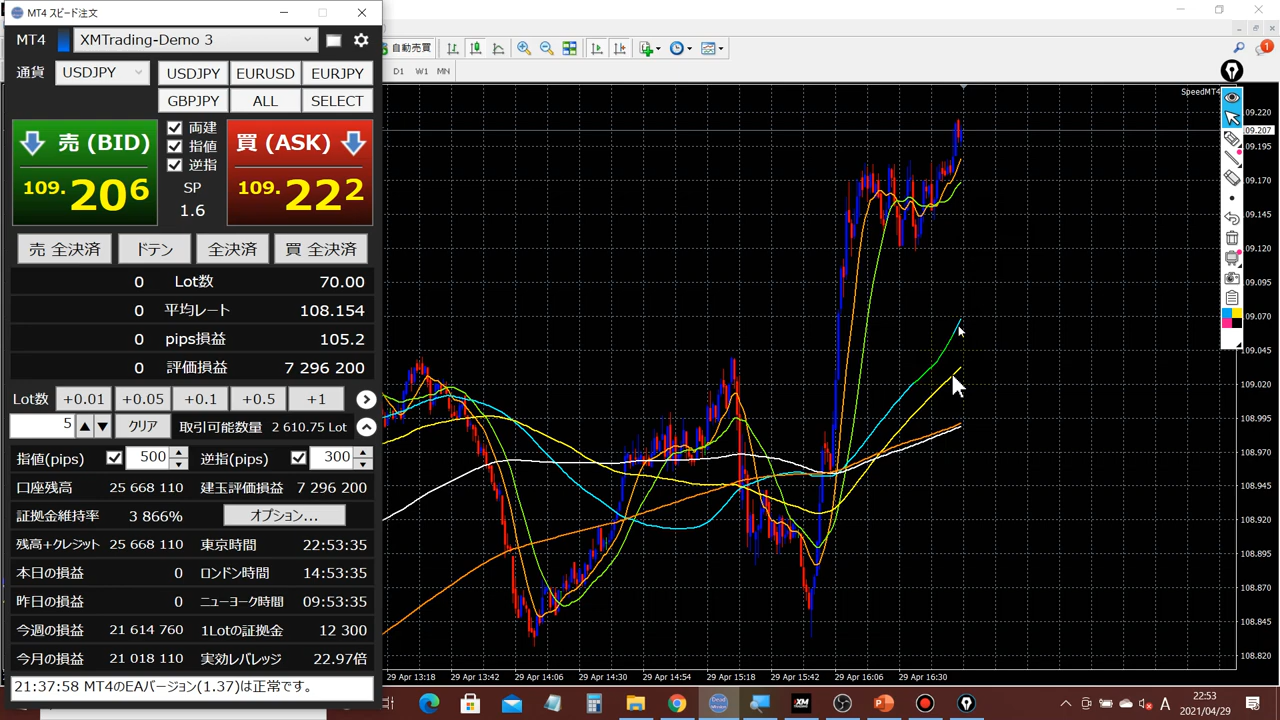 MT4 スピード注文
MT4 XMTrading-Demo 3
通貨 USDJPY USDJPY EURUSD EURJPY
GBPJPY ALL SELECT
売 (BID) 両建 買 (ASK)
指値
逆指
109. 206 SP 109. 222
1.6
売 全決済 ドテン 全決済 買 全決済
0 Lot数 70.00
0 平均レート 108.154
0 pips損益 105.2
0 評価損益 7 296 200
Lot数 +0.01 +0.05 +0.1 +0.5 +1
5 クリア 取引可能数量 2 610.75 Lot
指値(pips) 500 逆指(pips) 300
口座残高 25 668 110 建玉評価損益 7 296 200
証拠金維持率 3 866% オプション...
残高+クレジット 25 668 110 東京時間 22:53:35
本日の損益 0 ロンドン時間 14:53:35
昨日の損益 0 ニューヨーク時間 09:53:35
今週の損益 21 614 760 1Lotの証拠金 12 300
今月の損益 21 018 110 実効レバレッジ 22.97倍
21:37:58 MT4のEAバージョン(1.37)は正常です。
自動売買
1
D1 W1 MN
SpeedMT4
109.220
109.207
109.195
109.170
109.145
109.120
109.095
109.070
109.045
109.020
108.995
108.970
108.945
108.920
108.895
108.870
108.845
108.820
29 Apr 13:18 29 Apr 13:42 29 Apr 14:06 29 Apr 14:30 29 Apr 14:54 29 Apr 15:18 29 Apr 15:42 29 Apr 16:06 29 Apr 16:30
A 22:53
2021/04/29